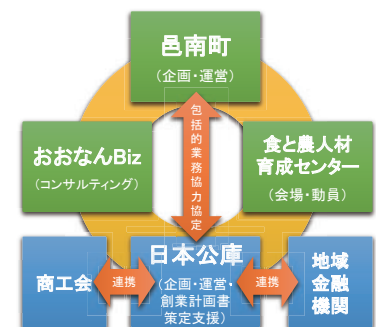 邑南町
（企画・運営）
包括的業務協力協定
おおなんBiz
（コンサルティング）
食と農人材
育成センター
（会場・動員）
商工会
連携
日本公庫
（企画・運営・
創業計画書
策定支援）
連携
地域
金融
機関